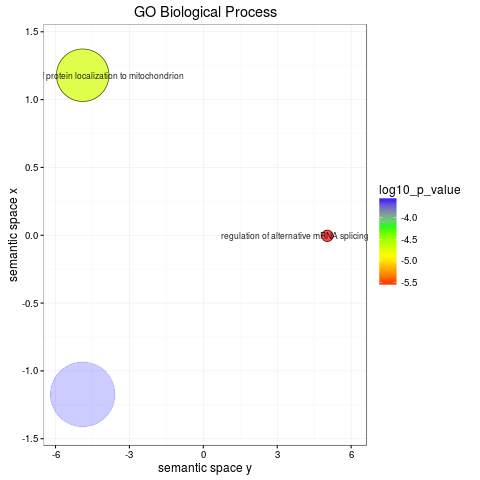 GO Biological Process
1.5
protein localization to mitochondrion
1.0
0.5
regulation of alternative mRNA splicing
0.0
-0.5
-1.0
-1.5
-6
-3
0
3
6
semantic space y
semantic space x
log10_p_value
-4.0
-4.5
-5.0
-5.5